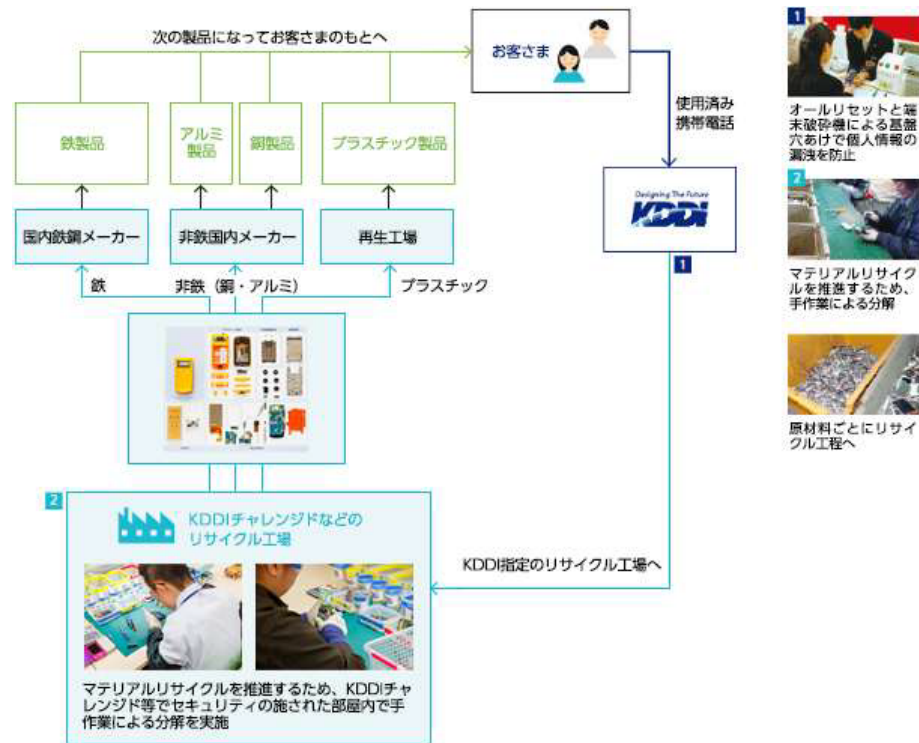 次の製品になってお客さまのもとへ
お客さま
使用済み
携帯電話
鉄製品
アルミ
製品
銅製品
プラスチック製品
国内鉄鋼メーカー
非鉄国内メーカー
再生工場
Designing The Future
KDDI
1
鉄
非鉄（銅・アルミ）
プラスチック
2
KDDIチャレンジドなどの
リサイクル工場
KDDI指定のリサイクル工場へ
マテリアルリサイクルを推進するため、KDDIチャ
レンジド等でセキュリティの施された部屋内で手
作業による分解を実施
1
オールリセットと端
末破砕機による基盤
穴あけで個人情報の
漏洩を防止
2
マテリアルリサイク
ルを推進するため、
手作業による分解
原材料ごとにリサイ
クル工程へ